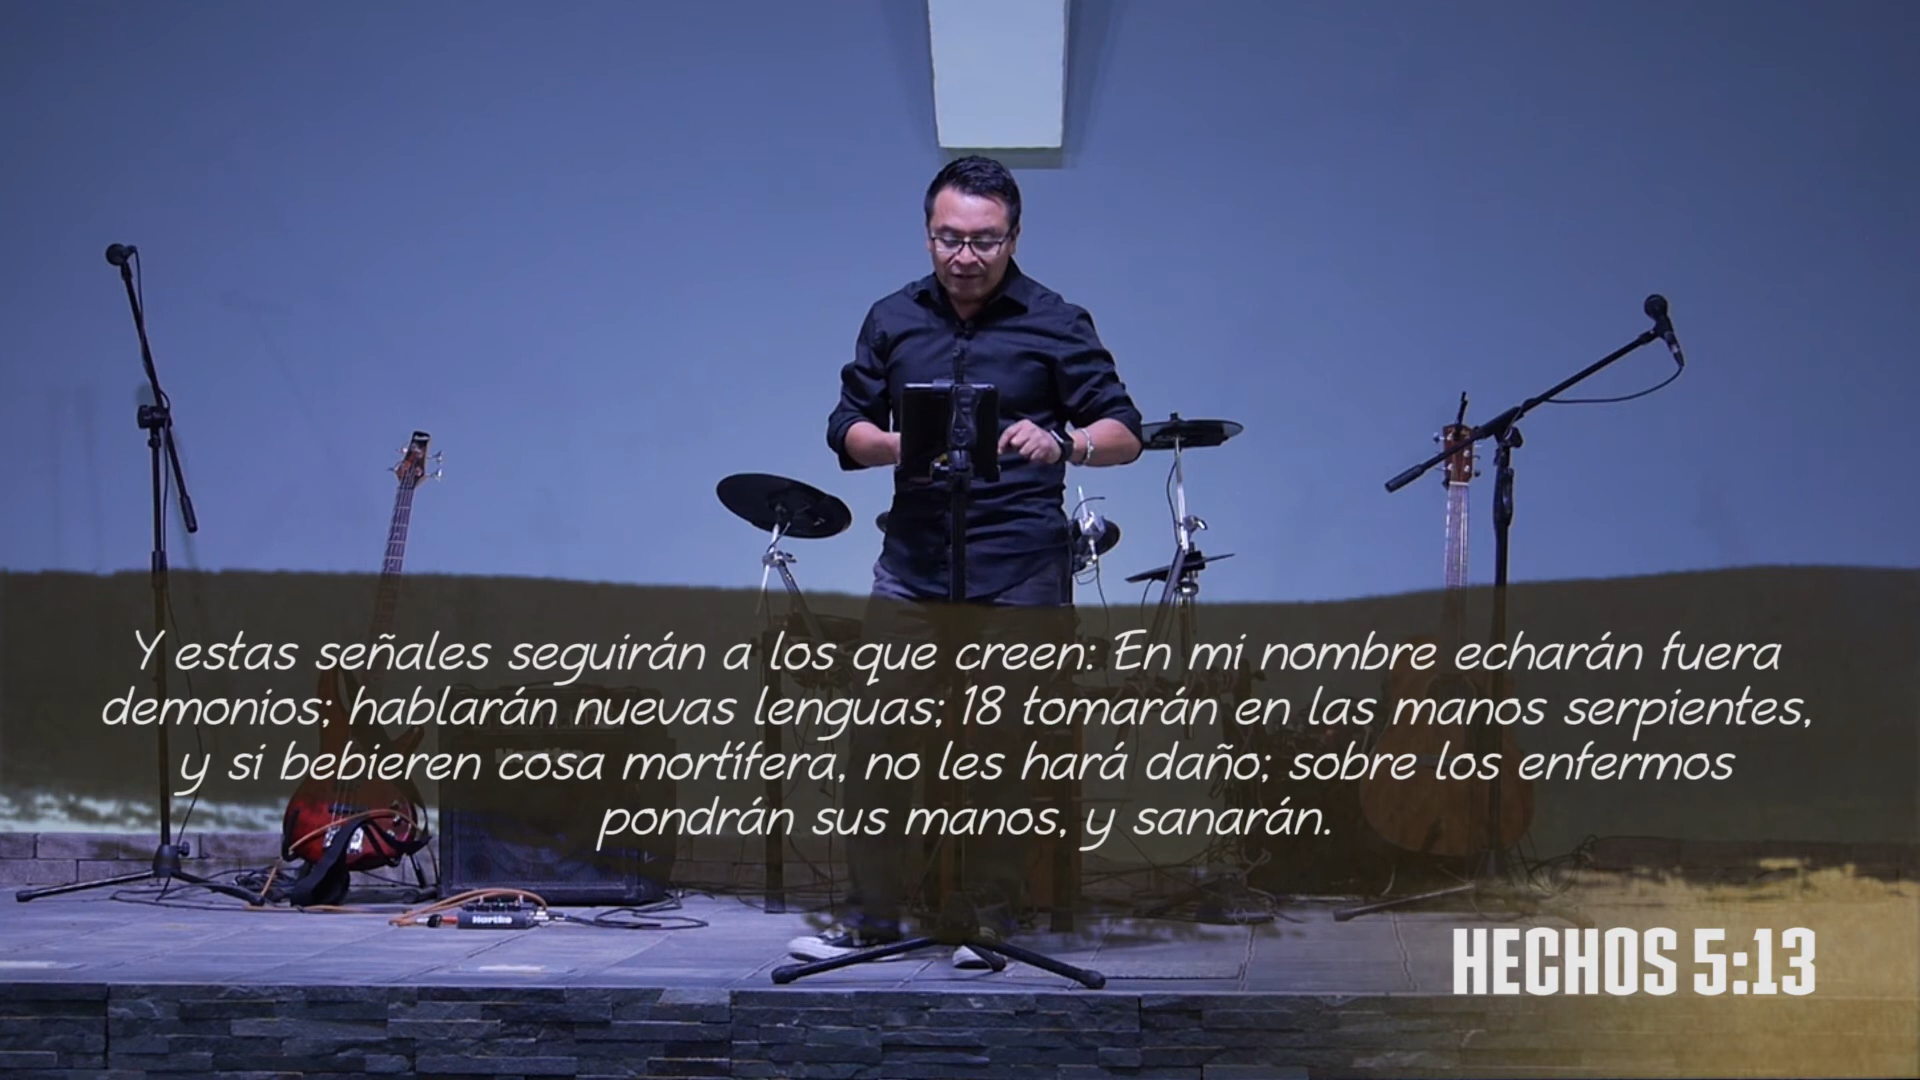 Y estas señales seguirán a los que creen: En mi nombre echarán fuera
demonios; hablarán nuevas lenguas; 18 tomarán en las manos serpientes,
y si bebieren cosa mortífera, no les hará daño; sobre los enfermos
pondrán sus manos, y sanarán.
Hartke
Hartke
HECHOS 5:13